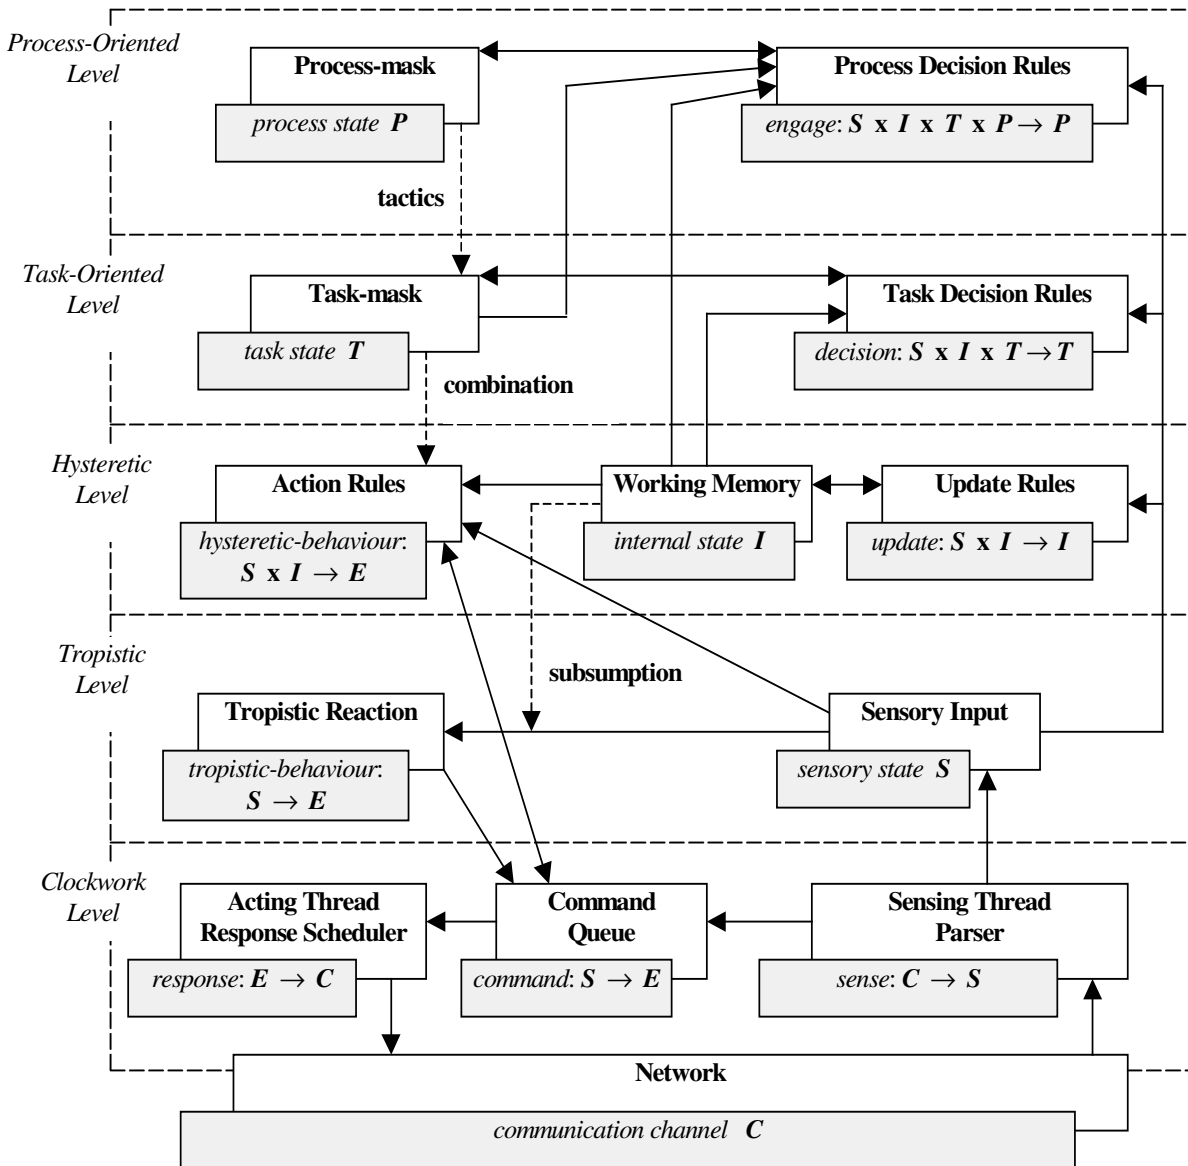 Process-Oriented
Level
Process-mask
process state P
Process Decision Rules
engage: S x I x T x P → P
tactics
Task-Oriented
Level
Task-mask
task state T
Task Decision Rules
decision: S x I x T → T
combination
Hysteretic
Level
Action Rules
hysteretic-behaviour:
S x I → E
Working Memory
internal state I
Update Rules
update: S x I → I
Tropistic
Level
subsumption
Tropistic Reaction
tropistic-behaviour:
S → E
Sensory Input
sensory state S
Clockwork
Level
Acting Thread
Response Scheduler
response: E → C
Command
Queue
command: S → E
Sensing Thread
Parser
sense: C → S
Network
communication channel C